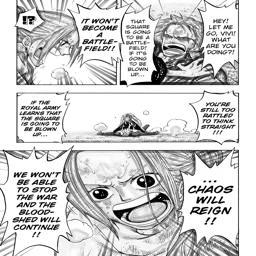 HEY!
LET ME
GO, VIVI!
WHAT
ARE YOU
DOING?!
THAT
SQUARE IS
GOING
TO BE A
BATTLE-
FIELD!
IF IT'S
GOING TO
BE BLOWN
UP...
IT WON'T
BECOME
A
BATTLE-
FIELD!!
!?
YOU'RE
STILL TOO
RATTLED
TO THINK
STRAIGHT
!!!
IF THE
ROYAL ARMY
LEARNS THAT
THE SQUARE
IS GOING TO
BE BLOWN
UP...
...
CHAOS
WILL
REIGN!!
WE WON'T
BE ABLE
TO STOP
THE WAR
AND THE
BLOOD-
SHED WILL
CONTINUE
!!